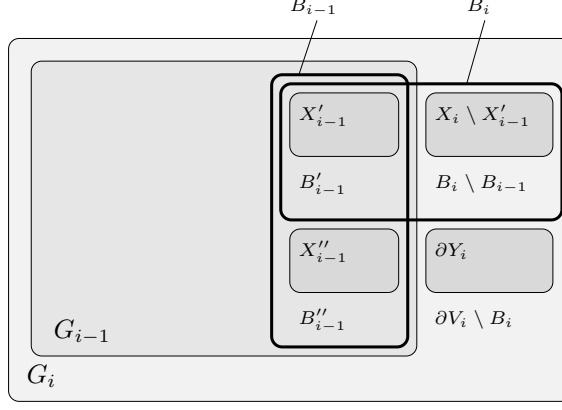 B_{i−1} B_i
X′_{i−1} X_i \ X′_{i−1}
B′_{i−1} B_i \ B_{i−1}
X″_{i−1} ∂Y_i
B″_{i−1} ∂V_i \ B_i
G_{i−1}
G_i